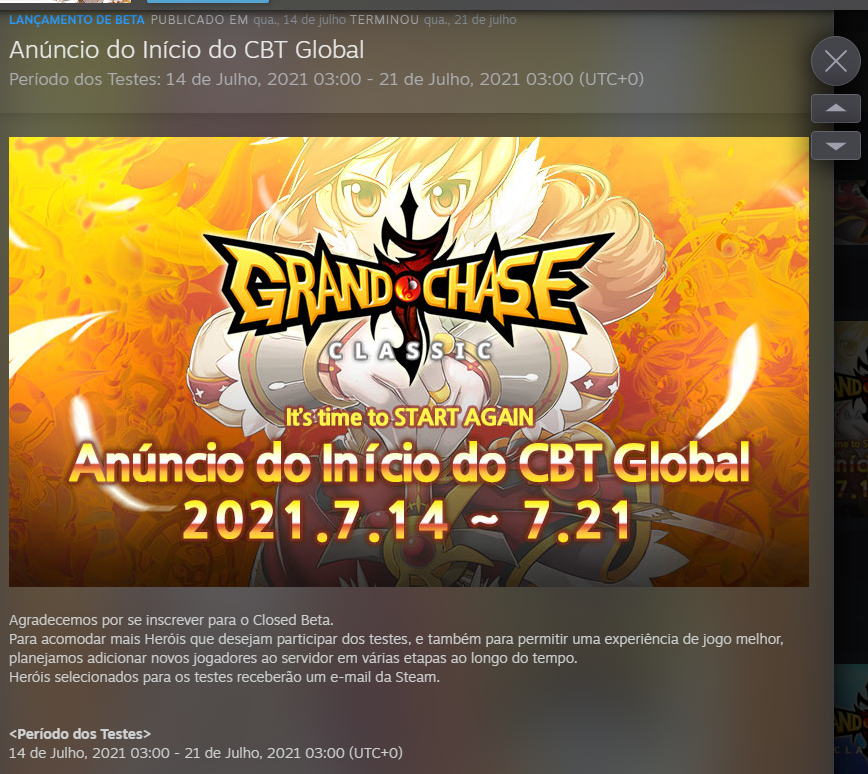 LANÇAMENTO DE BETA PUBLICADO EM qua., 14 de julho TERMINOU qua., 21 de julho
Anúncio do Início do CBT Global
Período dos Testes: 14 de Julho, 2021 03:00 - 21 de Julho, 2021 03:00 (UTC+0)
GRAND CHASE
CLASSIC
It's time to START AGAIN
Anúncio do Início do CBT Global
2021.7.14 ~ 7.21
Agradecemos por se inscrever para o Closed Beta.
Para acomodar mais Heróis que desejam participar dos testes, e também para permitir uma experiência de jogo melhor,
planejamos adicionar novos jogadores ao servidor em várias etapas ao longo do tempo.
Heróis selecionados para os testes receberão um e-mail da Steam.
<Período dos Testes>
14 de Julho, 2021 03:00 - 21 de Julho, 2021 03:00 (UTC+0)